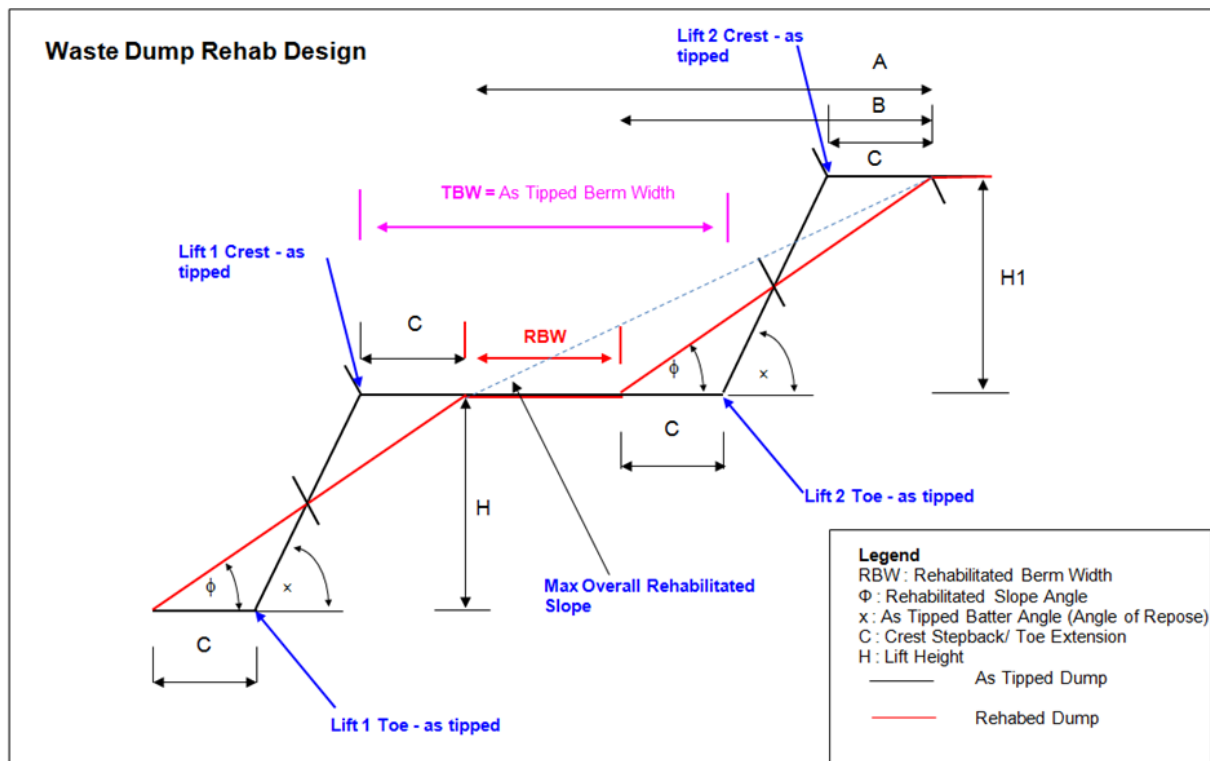 Waste Dump Rehab Design
Lift 2 Crest - as
tipped
A
B
C
TBW = As Tipped Berm Width
Lift 1 Crest - as
tipped
H1
C
RBW
ϕ
x
C
Lift 2 Toe - as tipped
H
ϕ
x
Max Overall Rehabilitated
Slope
C
Lift 1 Toe - as tipped
Legend
RBW : Rehabilitated Berm Width
Φ : Rehabilitated Slope Angle
x : As Tipped Batter Angle (Angle of Repose)
C : Crest Stepback/ Toe Extension
H : Lift Height
As Tipped Dump
Rehabed Dump